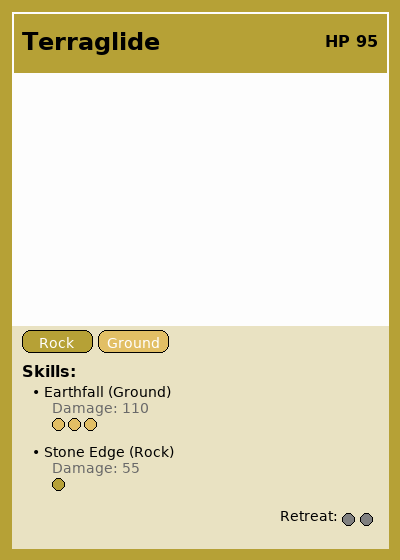 Terraglide HP 95
Rock Ground
Skills:
• Earthfall (Ground)
Damage: 110
• Stone Edge (Rock)
Damage: 55
Retreat: